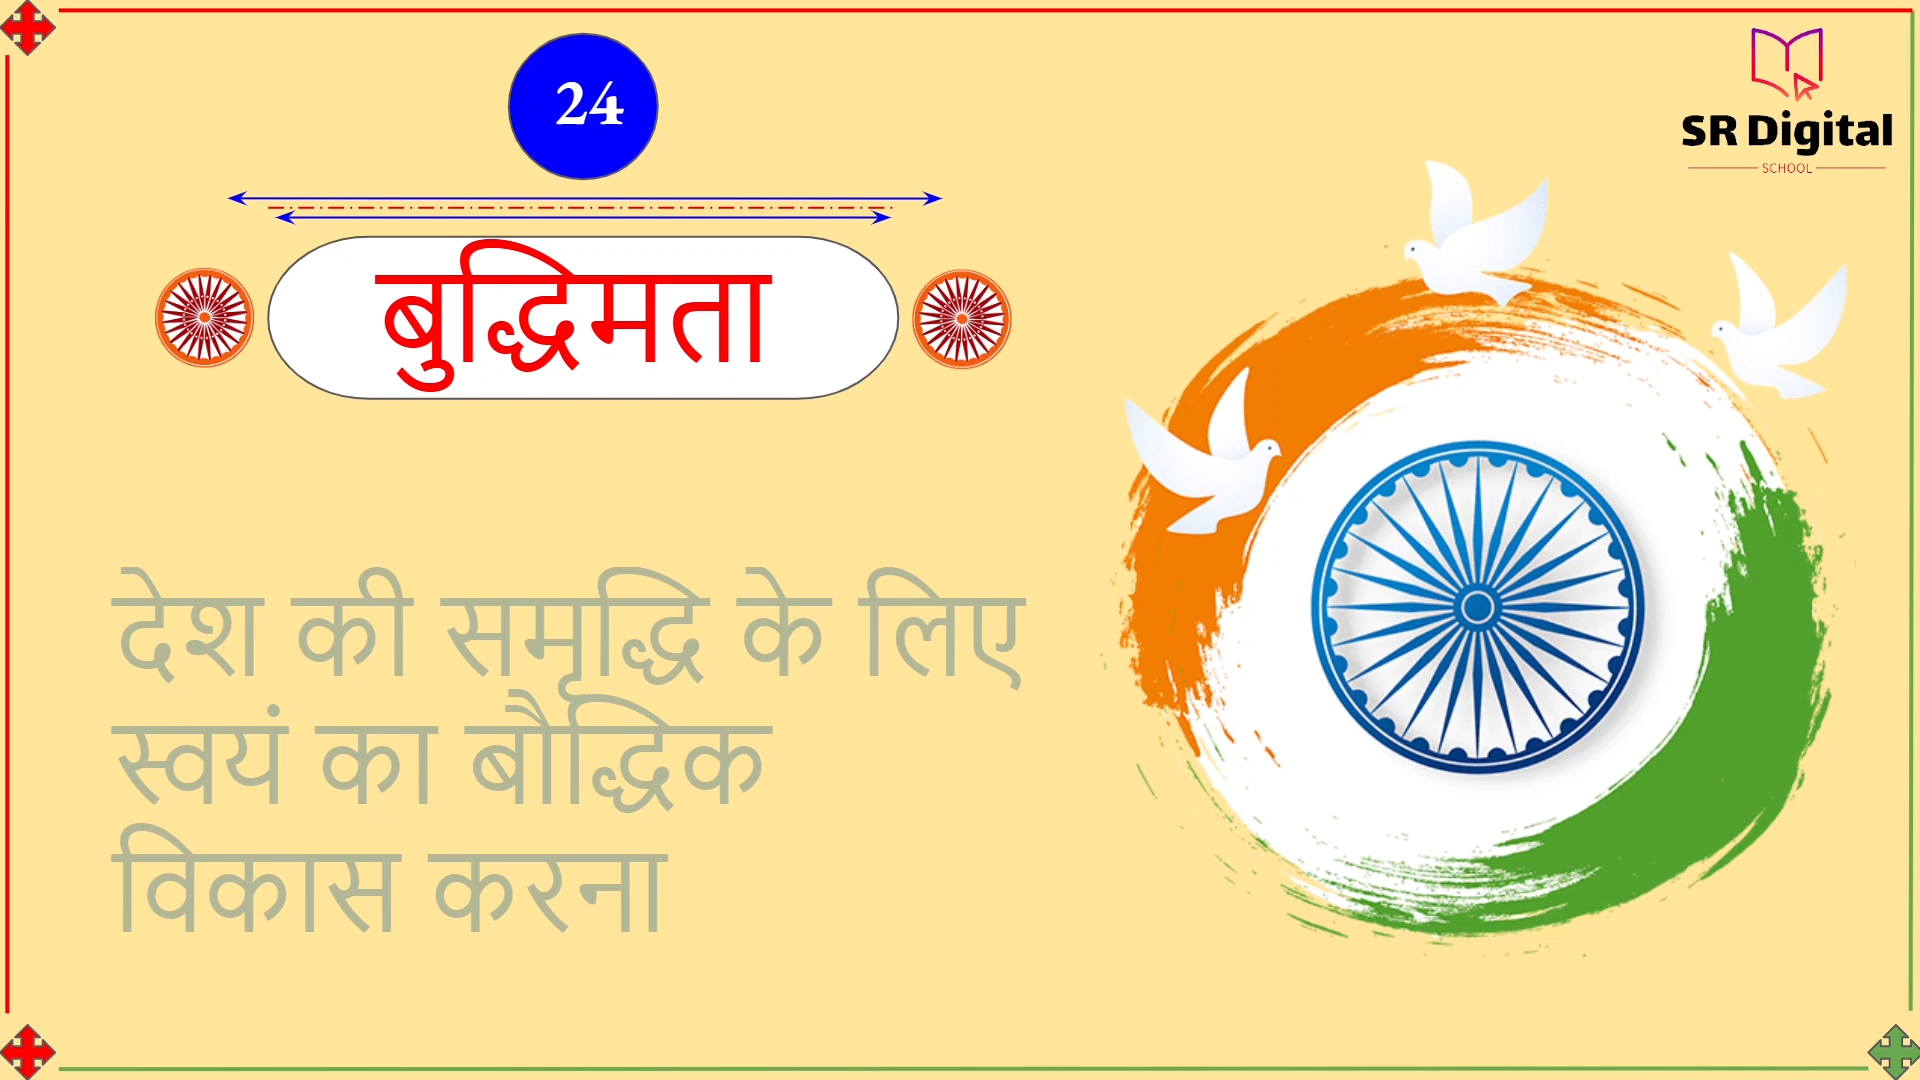 24
SR Digital
SCHOOL
बुद्धिमता
देश की समृद्धि के लिए
स्वयं का बौद्धिक
विकास करना